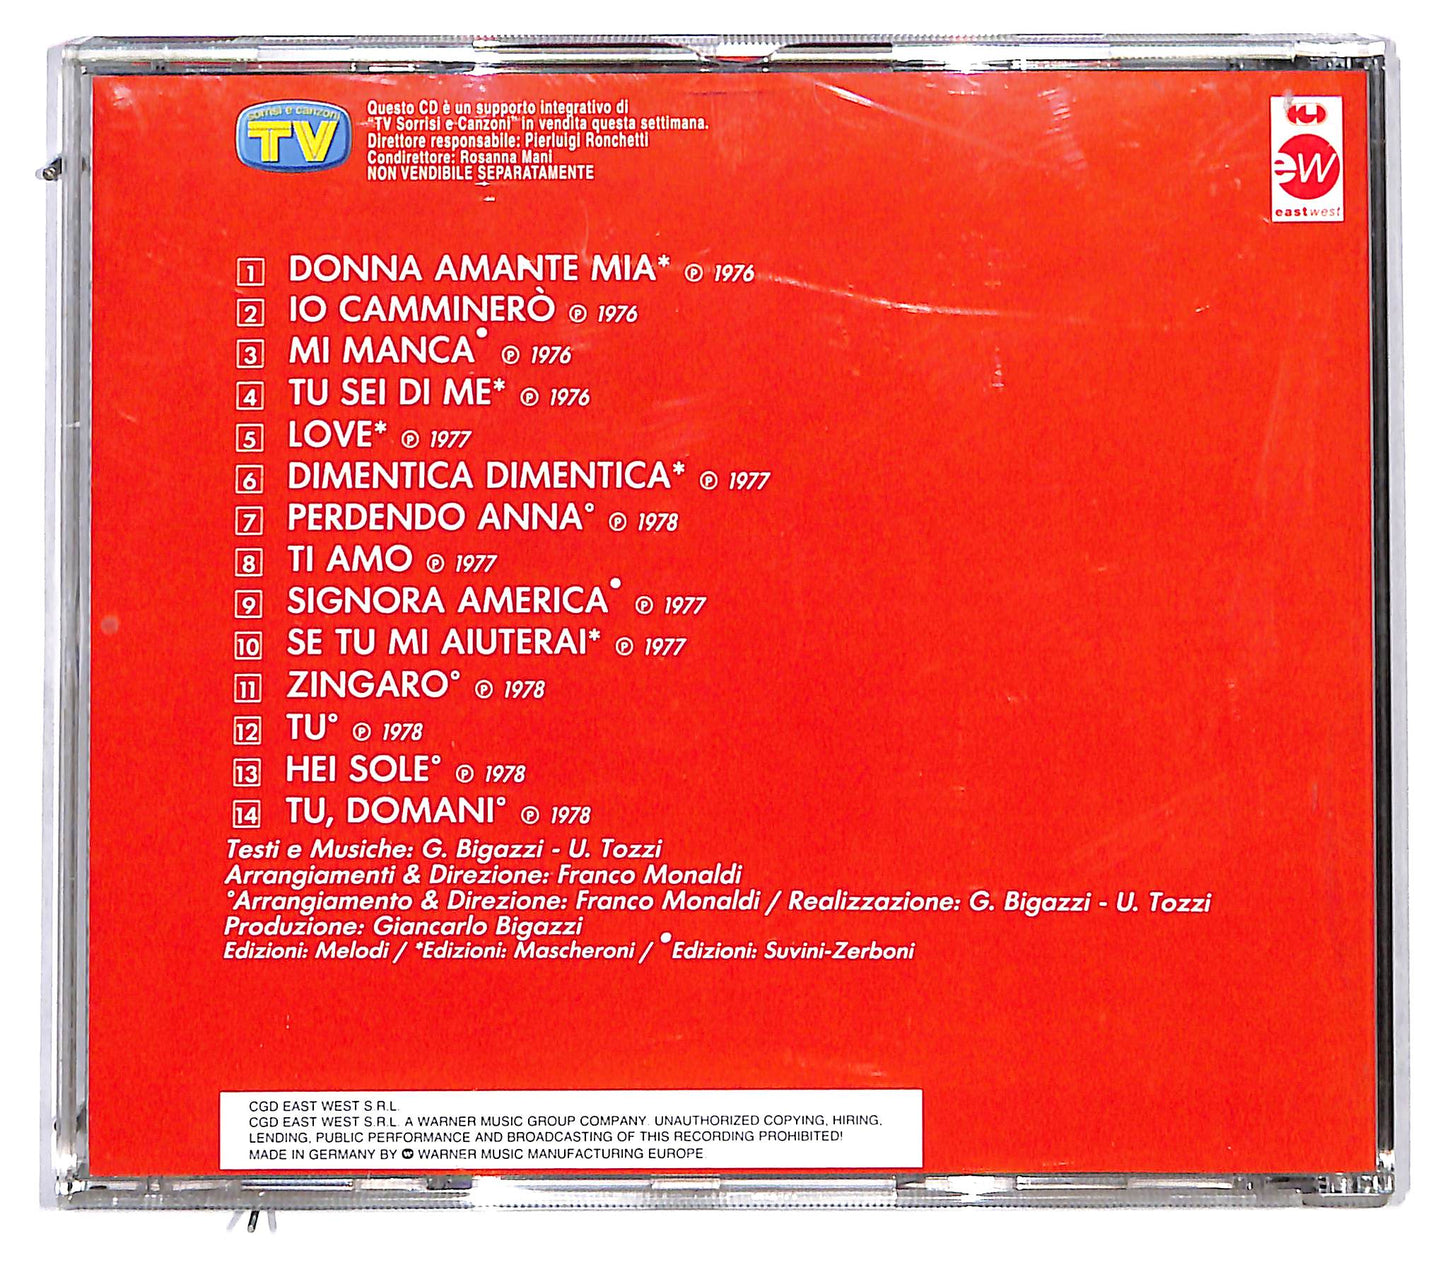 sorrisi e canzoni
TV
Questo CD è un supporto integrativo di
"TV Sorrisi e Canzoni" in vendita questa settimana.
Direttore responsabile: Pierluigi Ronchetti
Condirettore: Rosanna Mani
NON VENDIBILE SEPARATAMENTE
ew
eastwest
1 DONNA AMANTE MIA* ℗ 1976
2 IO CAMMINERÒ ℗ 1976
3 MI MANCA● ℗ 1976
4 TU SEI DI ME* ℗ 1976
5 LOVE* ℗ 1977
6 DIMENTICA DIMENTICA* ℗ 1977
7 PERDENDO ANNA° ℗ 1978
8 TI AMO ℗ 1977
9 SIGNORA AMERICA● ℗ 1977
10 SE TU MI AIUTERAI* ℗ 1977
11 ZINGARO° ℗ 1978
12 TU° ℗ 1978
13 HEI SOLE° ℗ 1978
14 TU, DOMANI° ℗ 1978
Testi e Musiche: G. Bigazzi - U. Tozzi
Arrangiamenti & Direzione: Franco Monaldi
°Arrangiamento & Direzione: Franco Monaldi / Realizzazione: G. Bigazzi - U. Tozzi
Produzione: Giancarlo Bigazzi
Edizioni: Melodi / *Edizioni: Mascheroni / ●Edizioni: Suvini-Zerboni
CGD EAST WEST S.R.L.
CGD EAST WEST S.R.L. A WARNER MUSIC GROUP COMPANY. UNAUTHORIZED COPYING, HIRING,
LENDING, PUBLIC PERFORMANCE AND BROADCASTING OF THIS RECORDING PROHIBITED!
MADE IN GERMANY BY WARNER MUSIC MANUFACTURING EUROPE.